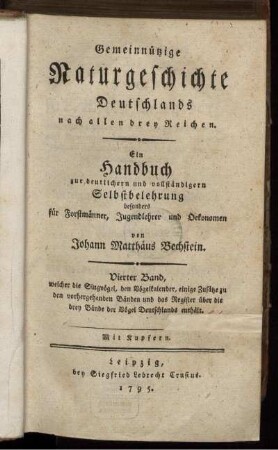 Gemeinnützige
Naturgeschichte
Deutschlands
nach allen drey Reichen.
Ein
Handbuch
zur deutlichern und vollständigern
Selbstbelehrung
besonders
für Forstmänner, Jugendlehrer und Oekonomen
von
Johann Matthäus Bechstein.
Vierter Band,
welcher die Singvögel, den Vögelkalender, einige Zusätze zu
den vorhergehenden Bänden und das Register über die
drey Bände der Vögel Deutschlands enthält.
Mit Kupfern.
Leipzig,
bey Siegfried Lebrecht Crusius.
1795.